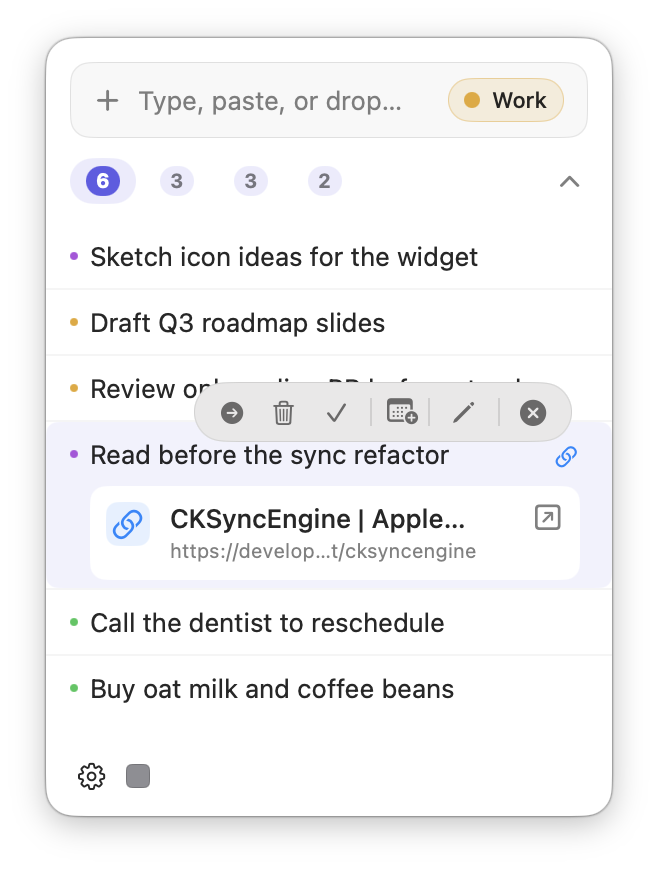 Type, paste, or drop...
Work
6 3 3 2
Sketch icon ideas for the widget
Draft Q3 roadmap slides
Review
Read before the sync refactor
CKSyncEngine | Apple...
https://develop...t/cksyncengine
Call the dentist to reschedule
Buy oat milk and coffee beans